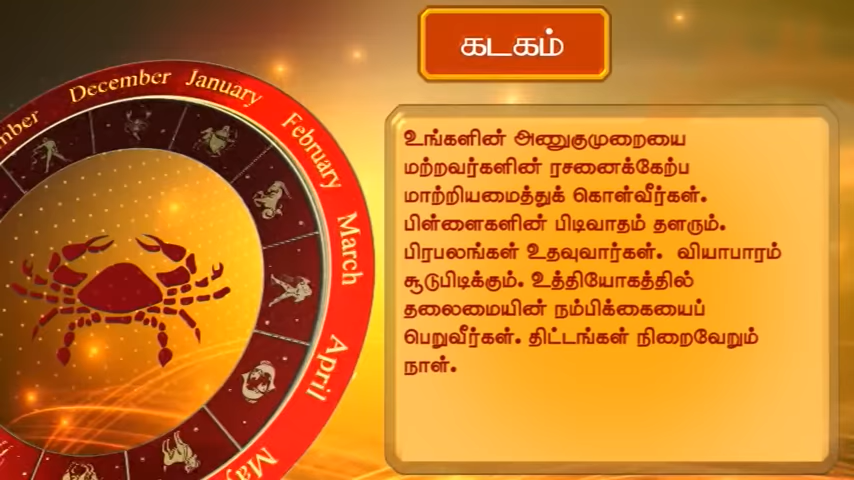 கடகம்
உங்களின் அணுகுமுறையை
மற்றவர்களின் ரசனைக்கேற்ப
மாற்றியமைத்துக் கொள்வீர்கள்.
பிள்ளைகளின் பிடிவாதம் தளரும்.
பிரபலங்கள் உதவுவார்கள். வியாபாரம்
சூடுபிடிக்கும். உத்தியோகத்தில்
தலைமையின் நம்பிக்கையைப்
பெறுவீர்கள். திட்டங்கள் நிறைவேறும்
நாள்.
December
January
February
March
April